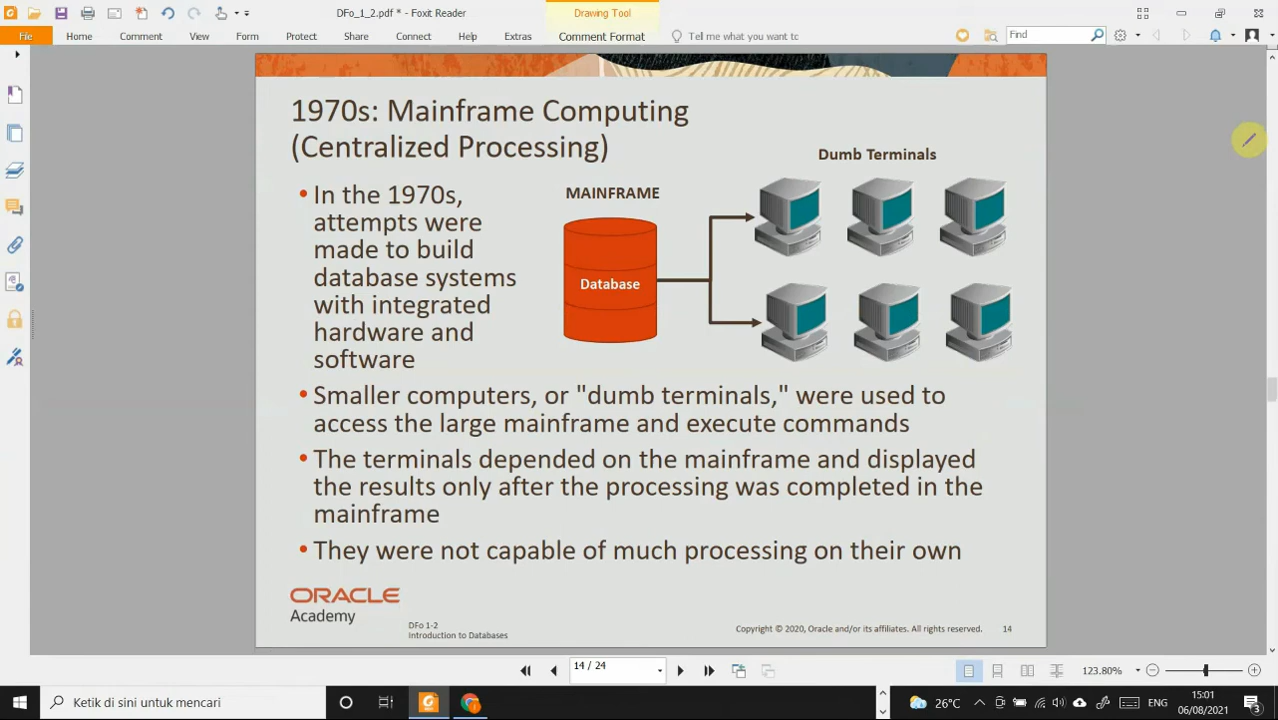 DFo_1_2.pdf * - Foxit Reader
Drawing Tool
File
Home
Comment
View
Form
Protect
Share
Connect
Help
Extras
Comment Format
Tell me what you want to
Find
1970s: Mainframe Computing
(Centralized Processing)
• In the 1970s,
attempts were
made to build
database systems
with integrated
hardware and
software
MAINFRAME
Database
Dumb Terminals
• Smaller computers, or "dumb terminals," were used to
access the large mainframe and execute commands
• The terminals depended on the mainframe and displayed
the results only after the processing was completed in the
mainframe
• They were not capable of much processing on their own
ORACLE
Academy
DFo 1-2
Introduction to Databases
Copyright © 2020, Oracle and/or its affiliates. All rights reserved.
14
14 / 24
123.80%
Ketik di sini untuk mencari
26°C
ENG
15:01
06/08/2021
3